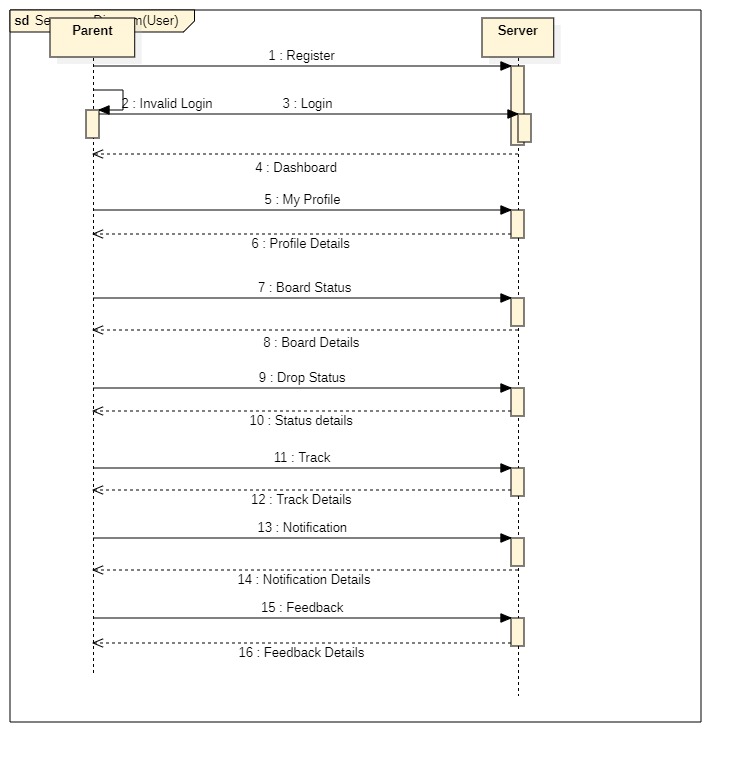 sd Se m(User)
Parent
Server
1 : Register
2 : Invalid Login
3 : Login
4 : Dashboard
5 : My Profile
6 : Profile Details
7 : Board Status
8 : Board Details
9 : Drop Status
10 : Status details
11 : Track
12 : Track Details
13 : Notification
14 : Notification Details
15 : Feedback
16 : Feedback Details